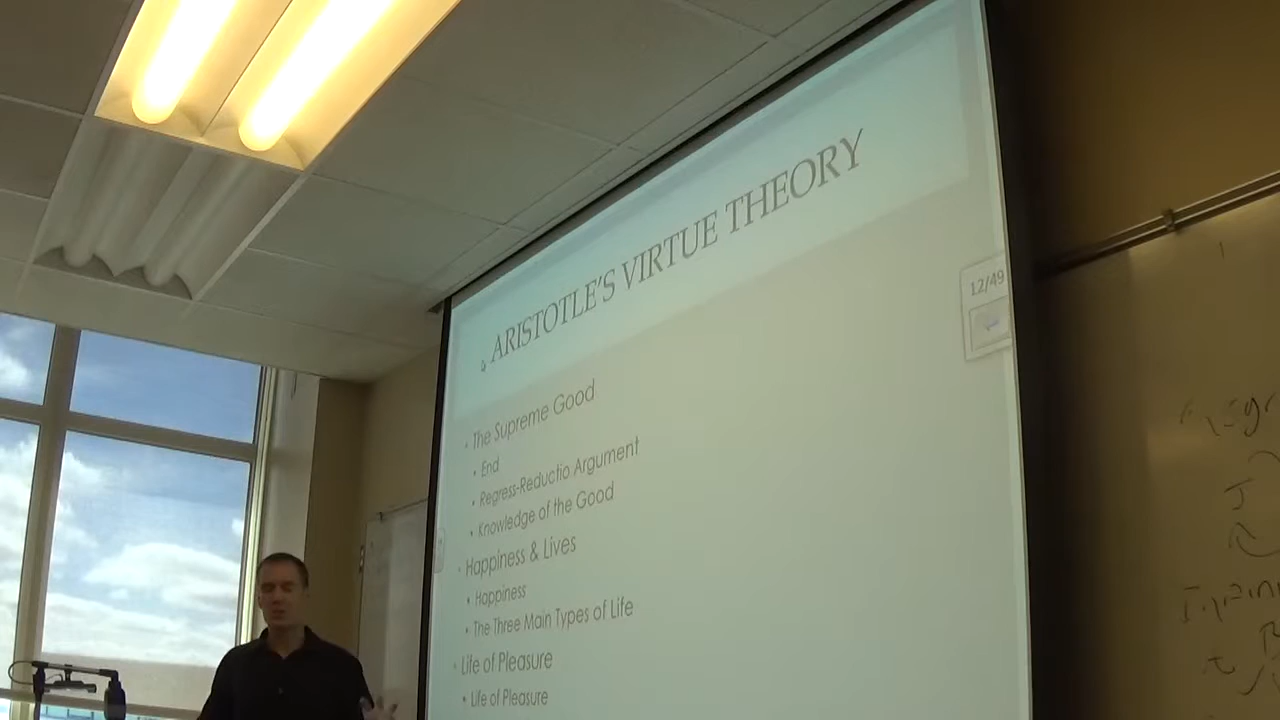 ARISTOTLE'S VIRTUE THEORY
12/49
• The Supreme Good
• End
• Regress-Reductio Argument
• Knowledge of the Good
• Happiness & Lives
• Happiness
• The Three Main Types of Life
• Life of Pleasure
• Life of Pleasure